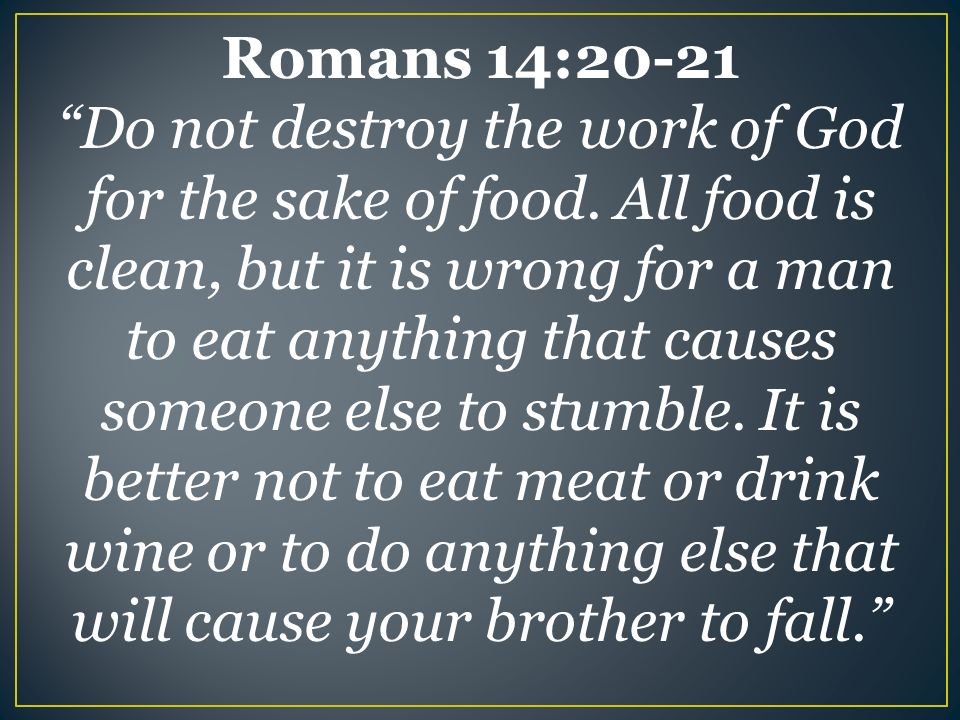 Romans 14:20-21
“Do not destroy the work of God
for the sake of food. All food is
clean, but it is wrong for a man
to eat anything that causes
someone else to stumble. It is
better not to eat meat or drink
wine or to do anything else that
will cause your brother to fall.”